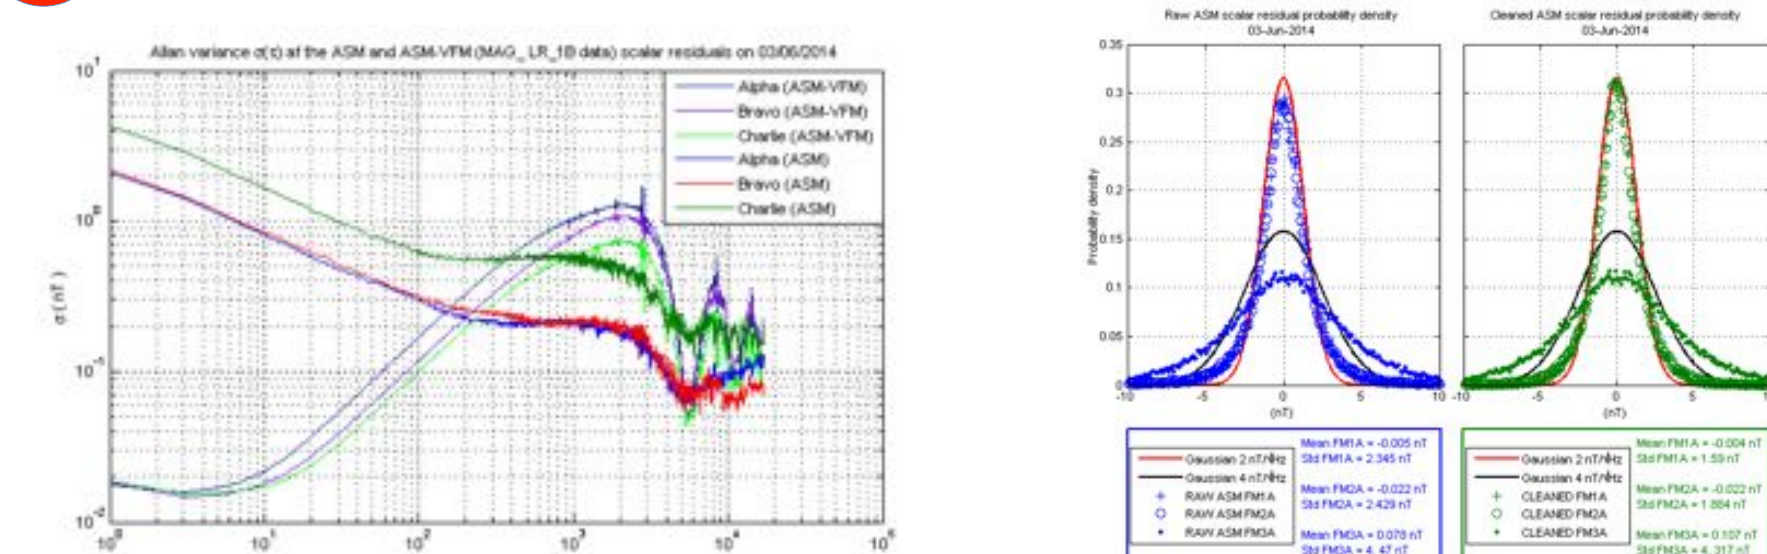 Allan variance σ(τ) of the ASM and ASM-VFM (MAG_ LR_1B data) scalar residuals on 03/06/2014
10¹
10⁰
10⁻¹
10⁻²
σ ( nT )
10⁰
10¹
10²
10³
10⁴
10⁵
Alpha (ASM-VFM)
Bravo (ASM-VFM)
Charlie (ASM-VFM)
Alpha (ASM)
Bravo (ASM)
Charlie (ASM)
Raw ASM scalar residual probability density
03-Jun-2014
Probability density
0.35
0.3
0.25
0.2
0.15
0.1
0.05
0
-10
-5
0
5
10
(nT)
Gaussian 2 nT/√Hz
Gaussian 4 nT/√Hz
RAW ASM FM1A
RAW ASM FM2A
RAW ASM FM3A
Mean FM1A = -0.005 nT
Std FM1A = 2.345 nT
Mean FM2A = -0.022 nT
Std FM2A = 2.429 nT
Mean FM3A = 0.078 nT
Std FM3A = 4. 47 nT
Cleaned ASM scalar residual probability density
03-Jun-2014
-10
-5
0
5
(nT)
Gaussian 2 nT/√Hz
Gaussian 4 nT/√Hz
CLEANED FM1A
CLEANED FM2A
CLEANED FM3A
Mean FM1A = -0.004 nT
Std FM1A = 1.59 nT
Mean FM2A = -0.022 nT
Std FM2A = 1.884 nT
Mean FM3A = 0.107 nT
Std FM3A = 4. 317 nT